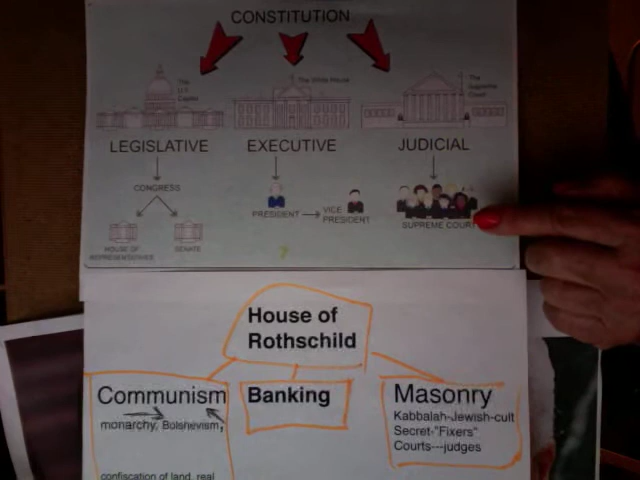 CONSTITUTION
The U.S. Capitol
The White House
The Supreme Court
LEGISLATIVE
EXECUTIVE
JUDICIAL
CONGRESS
PRESIDENT
VICE
PRESIDENT
SUPREME COURT
HOUSE OF
REPRESENTATIVES
SENATE
7
House of
Rothschild
Communism
monarchy, Bolshevism,
confiscation of land, real
Banking
Masonry
Kabbalah-Jewish-cult
Secret-"Fixers"
Courts---judges